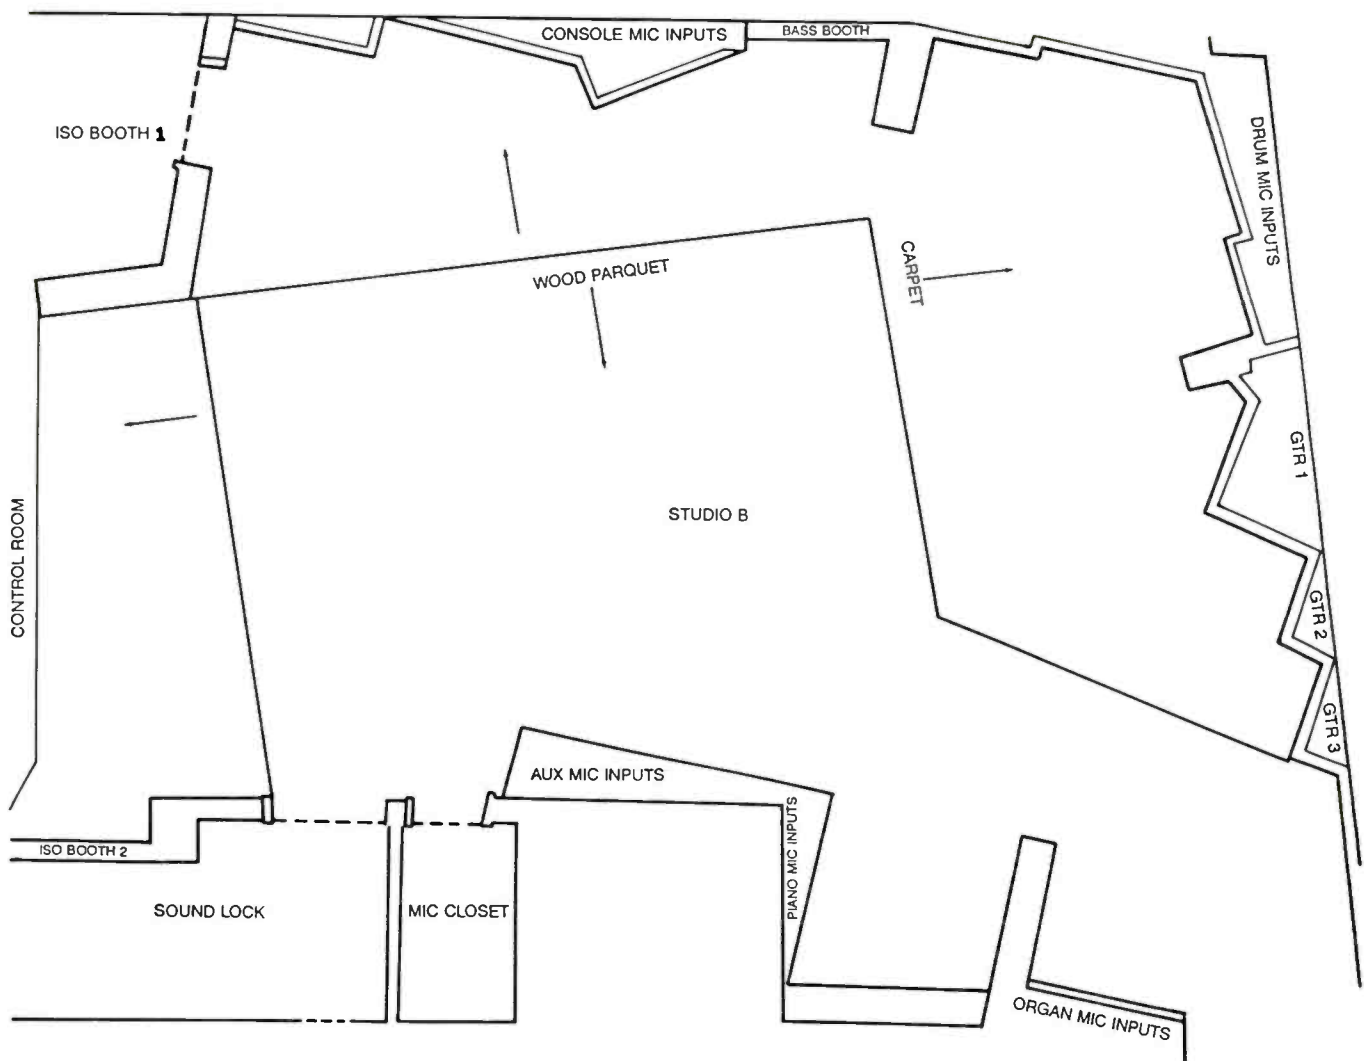 CONSOLE MIC INPUTS
BASS BOOTH
ISO BOOTH 1
DRUM MIC INPUTS
WOOD PARQUET
CARPET
GTR 1
STUDIO B
CONTROL ROOM
GTR 2
GTR 3
AUX MIC INPUTS
PIANO MIC INPUTS
ISO BOOTH 2
SOUND LOCK
MIC CLOSET
ORGAN MIC INPUTS